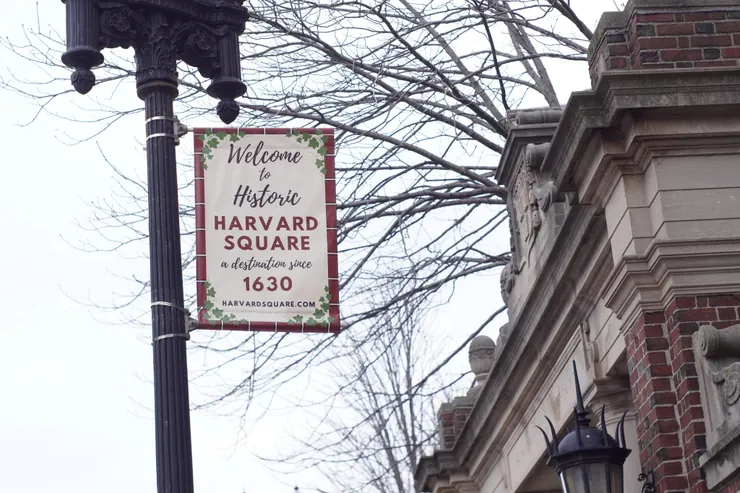 Welcome
to
Historic
HARVARD
SQUARE
a destination since
1630
HARVARDSQUARE.COM